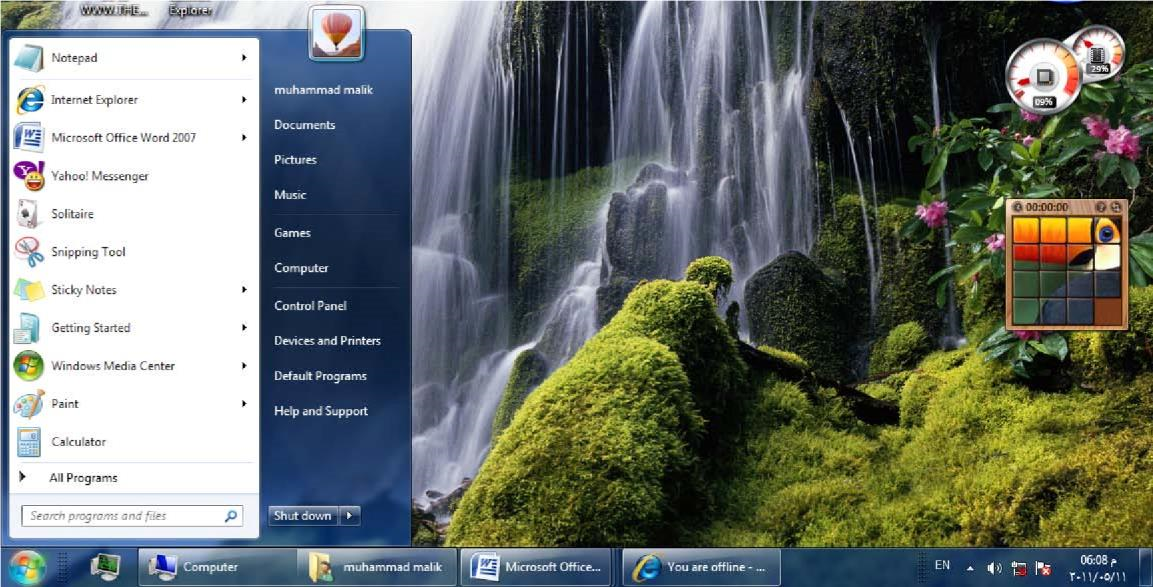 WWW.THE...
Explorer
Notepad
Internet Explorer
Microsoft Office Word 2007
Yahoo! Messenger
Solitaire
Snipping Tool
Sticky Notes
Getting Started
Windows Media Center
Paint
Calculator
All Programs
Search programs and files
muhammad malik
Documents
Pictures
Music
Games
Computer
Control Panel
Devices and Printers
Default Programs
Help and Support
Shut down
29%
09%
00:00:00
?
Computer
muhammad malik
Microsoft Office...
You are offline - ...
EN
06:08 م
٢٠١١/٠٥/١١